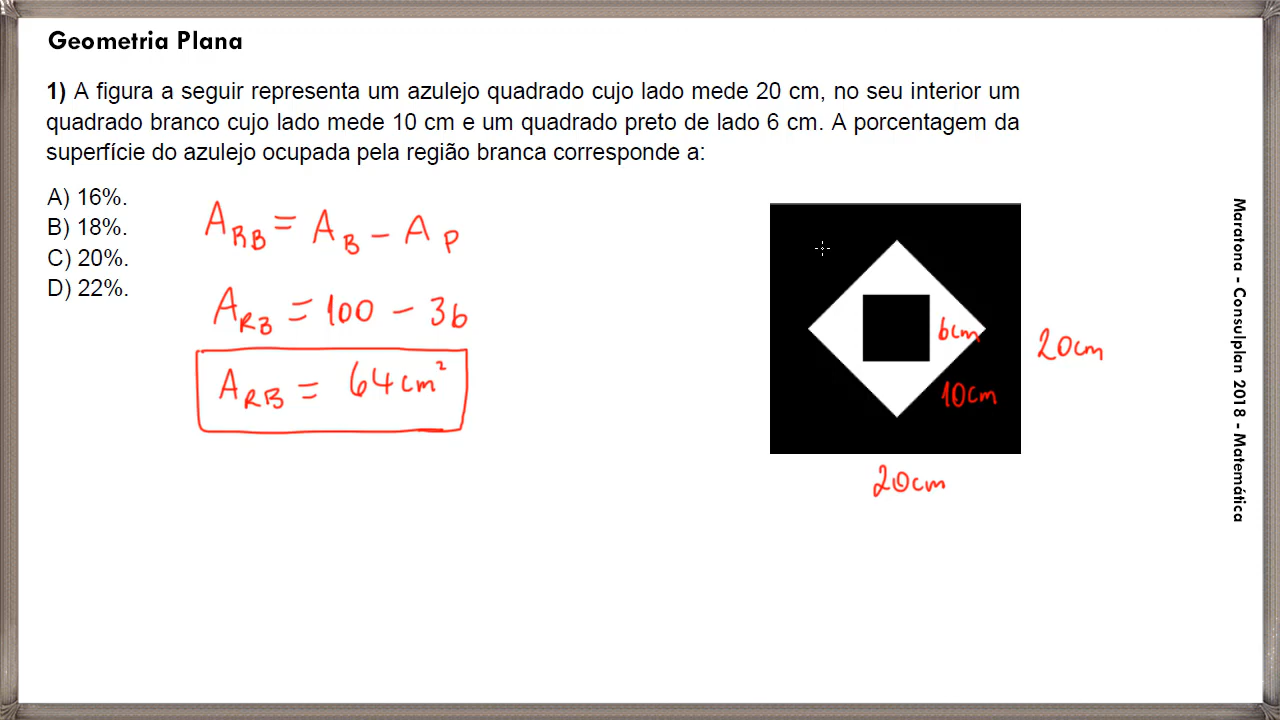 Geometria Plana
1) A figura a seguir representa um azulejo quadrado cujo lado mede 20 cm, no seu interior um
quadrado branco cujo lado mede 10 cm e um quadrado preto de lado 6 cm. A porcentagem da
superfície do azulejo ocupada pela região branca corresponde a:
A) 16%.
B) 18%.
C) 20%.
D) 22%.
A_RB = A_B - A_P
A_RB = 100 - 36
A_RB = 64 cm²
6cm
10cm
20cm
20cm
Maratona - Consulplan 2018 - Matemática